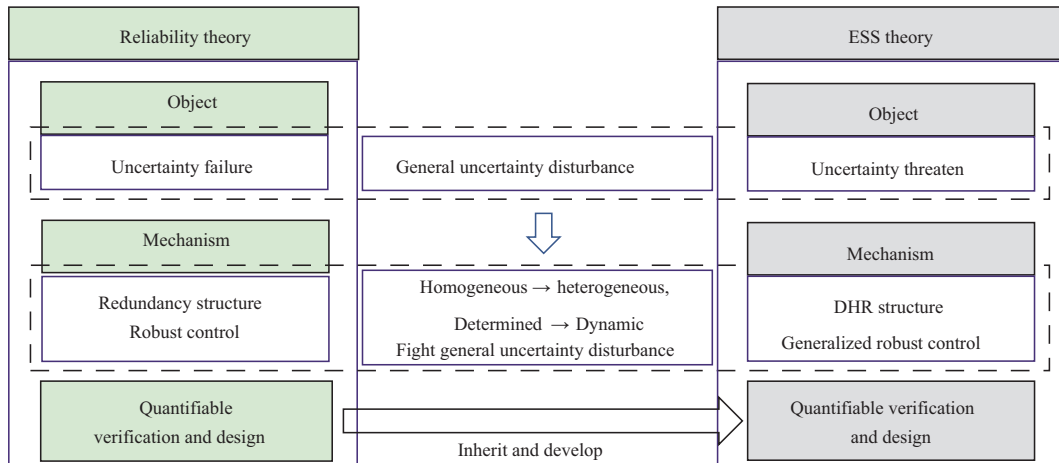 Reliability theory
ESS theory
Object
Object
Uncertainty failure
General uncertainty disturbance
Uncertainty threaten
Mechanism
Mechanism
Redundancy structure
Robust control
Homogeneous → heterogeneous,
Determined → Dynamic
Fight general uncertainty disturbance
DHR structure
Generalized robust control
Quantifiable
verification and design
Inherit and develop
Quantifiable verification
and design